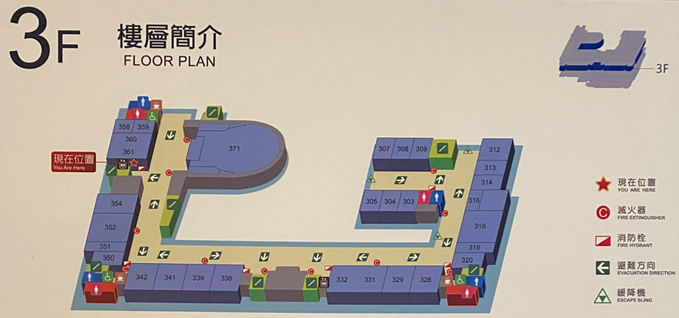 3F
樓層簡介
FLOOR PLAN
3F
358 359
360
361
371
現在位置
You Are Here
354
352
351
350
342 341 339 338
332 331 329 328
307 308 309
305 304 303
312
313
314
316
318
319
320
現在位置
YOU ARE HERE
滅火器
FIRE EXTINGUISHER
消防栓
FIRE HYDRANT
避難方向
EVACUATION DIRECTION
緩降機
ESCAPE SLING